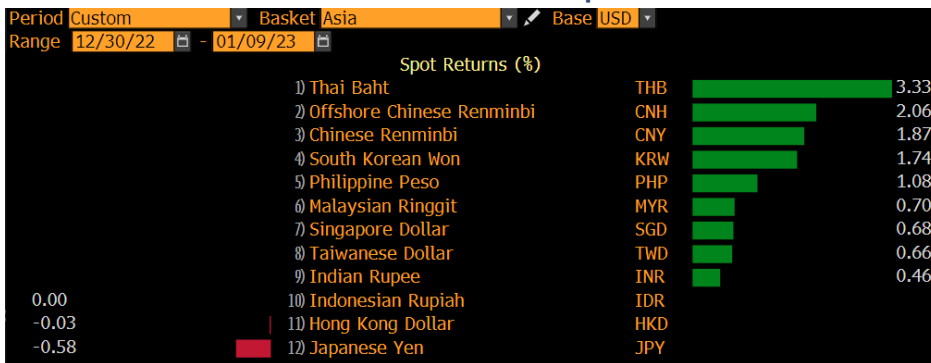 Period Custom Basket Asia Base USD
Range 12/30/22 - 01/09/23
Spot Returns (%)
1) Thai Baht THB 3.33
2) Offshore Chinese Renminbi CNH 2.06
3) Chinese Renminbi CNY 1.87
4) South Korean Won KRW 1.74
5) Philippine Peso PHP 1.08
6) Malaysian Ringgit MYR 0.70
7) Singapore Dollar SGD 0.68
8) Taiwanese Dollar TWD 0.66
9) Indian Rupee INR 0.46
0.00 10) Indonesian Rupiah IDR
-0.03 11) Hong Kong Dollar HKD
-0.58 12) Japanese Yen JPY